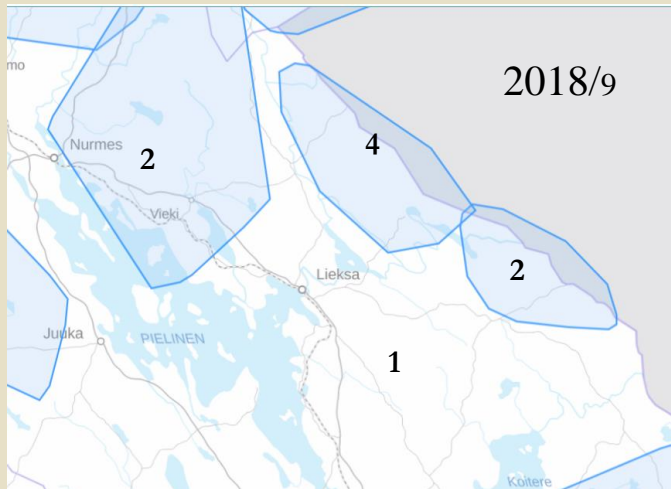 mo
2018/9
Nurmes
2
4
Vieki
2
Lieksa
Juuka
PIELINEN
1
Koitere